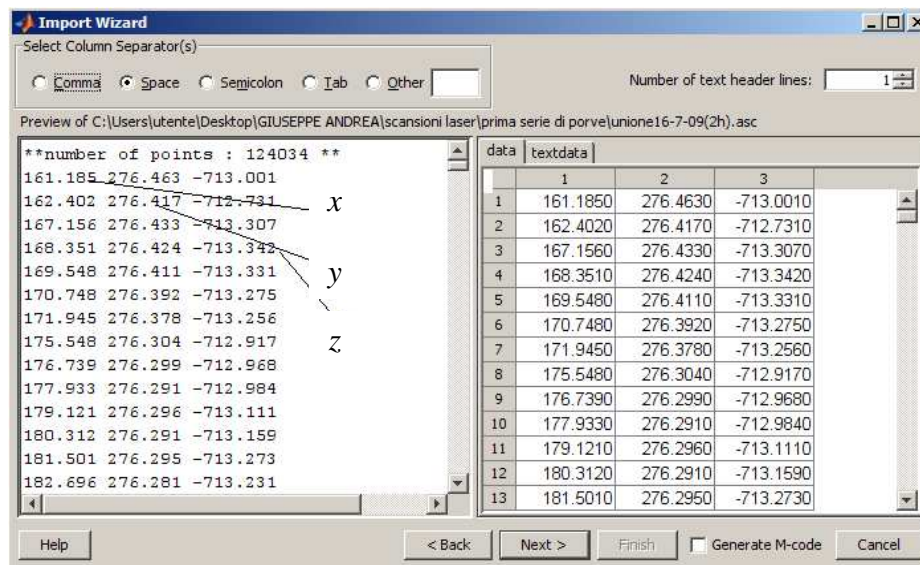 Import Wizard
Select Column Separator(s)
Comma Space Semicolon Tab Other
Number of text header lines: 1
Preview of C:\Users\utente\Desktop\GIUSEPPE ANDREA\scansioni laser\prima serie di porve\unione16-7-09(2h).asc
**number of points : 124034 **
161.185 276.463 -713.001
162.402 276.417 -712.731
167.156 276.433 -713.307
168.351 276.424 -713.342
169.548 276.411 -713.331
170.748 276.392 -713.275
171.945 276.378 -713.256
175.548 276.304 -712.917
176.739 276.299 -712.968
177.933 276.291 -712.984
179.121 276.296 -713.111
180.312 276.291 -713.159
181.501 276.295 -713.273
182.696 276.281 -713.231
x
y
z
data textdata
1 2 3
1 161.1850 276.4630 -713.0010
2 162.4020 276.4170 -712.7310
3 167.1560 276.4330 -713.3070
4 168.3510 276.4240 -713.3420
5 169.5480 276.4110 -713.3310
6 170.7480 276.3920 -713.2750
7 171.9450 276.3780 -713.2560
8 175.5480 276.3040 -712.9170
9 176.7390 276.2990 -712.9680
10 177.9330 276.2910 -712.9840
11 179.1210 276.2960 -713.1110
12 180.3120 276.2910 -713.1590
13 181.5010 276.2950 -713.2730
Help < Back Next > Finish Generate M-code Cancel